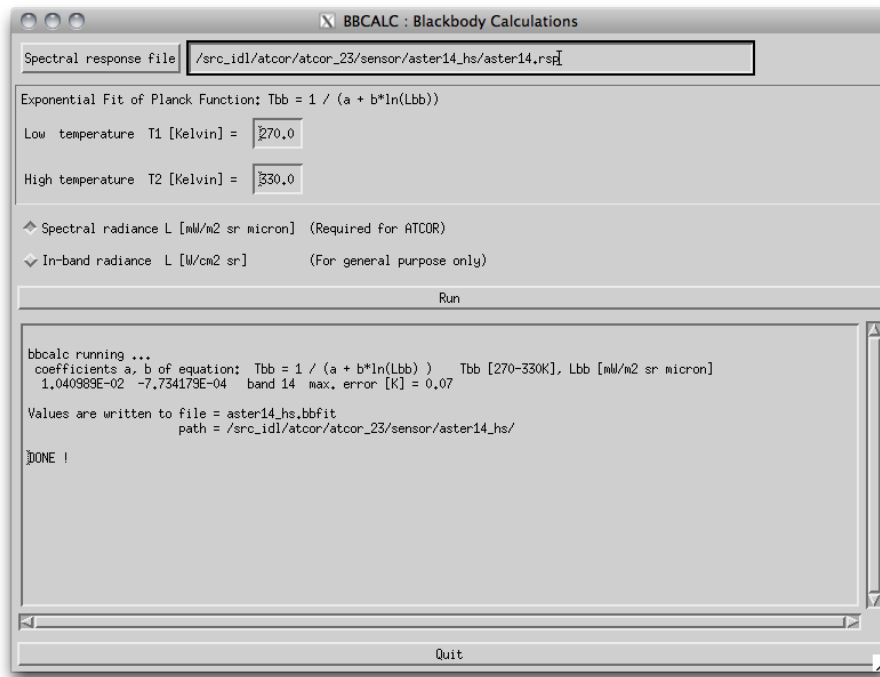 BBCALC : Blackbody Calculations
Spectral response file /src_idl/atcor/atcor_23/sensor/aster14_hs/aster14.rsp
Exponential Fit of Planck Function: Tbb = 1 / (a + b*ln(Lbb))
Low temperature T1 [Kelvin] = 270.0
High temperature T2 [Kelvin] = 330.0
Spectral radiance L [mW/m2 sr micron] (Required for ATCOR)
In-band radiance L [W/cm2 sr] (For general purpose only)
Run
bbcalc running ...
coefficients a, b of equation: Tbb = 1 / (a + b*ln(Lbb) ) Tbb [270-330K], Lbb [mW/m2 sr micron]
1.040989E-02 -7.734179E-04 band 14 max. error [K] = 0.07
Values are written to file = aster14_hs.bbfit
path = /src_idl/atcor/atcor_23/sensor/aster14_hs/
DONE !
Quit